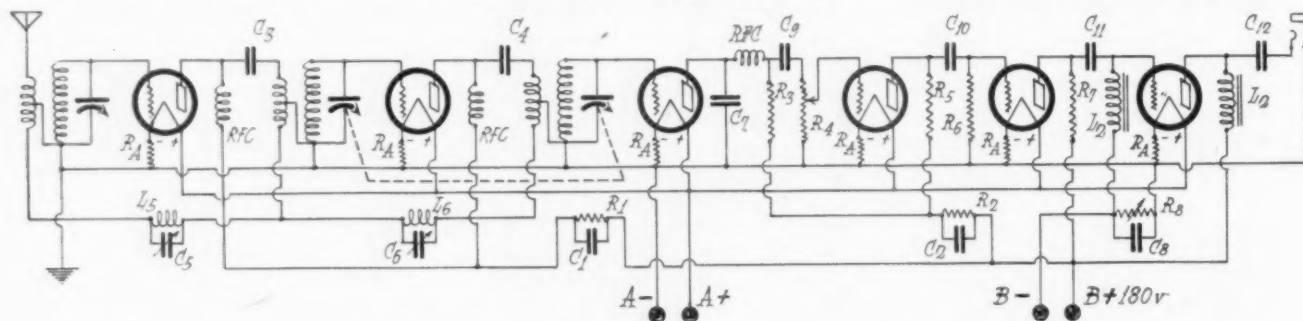 C3
C4
RFC
C9
C10
C11
C12
RFC
RFC
C7
R3
R4
R5
R6
R7
L2
L2
RA - +
RA - +
RA - +
RA - +
RA - +
RA - +
L5
C5
L6
C6
R1
C1
R2
C2
R8
C8
A-
A+
B-
B+180v